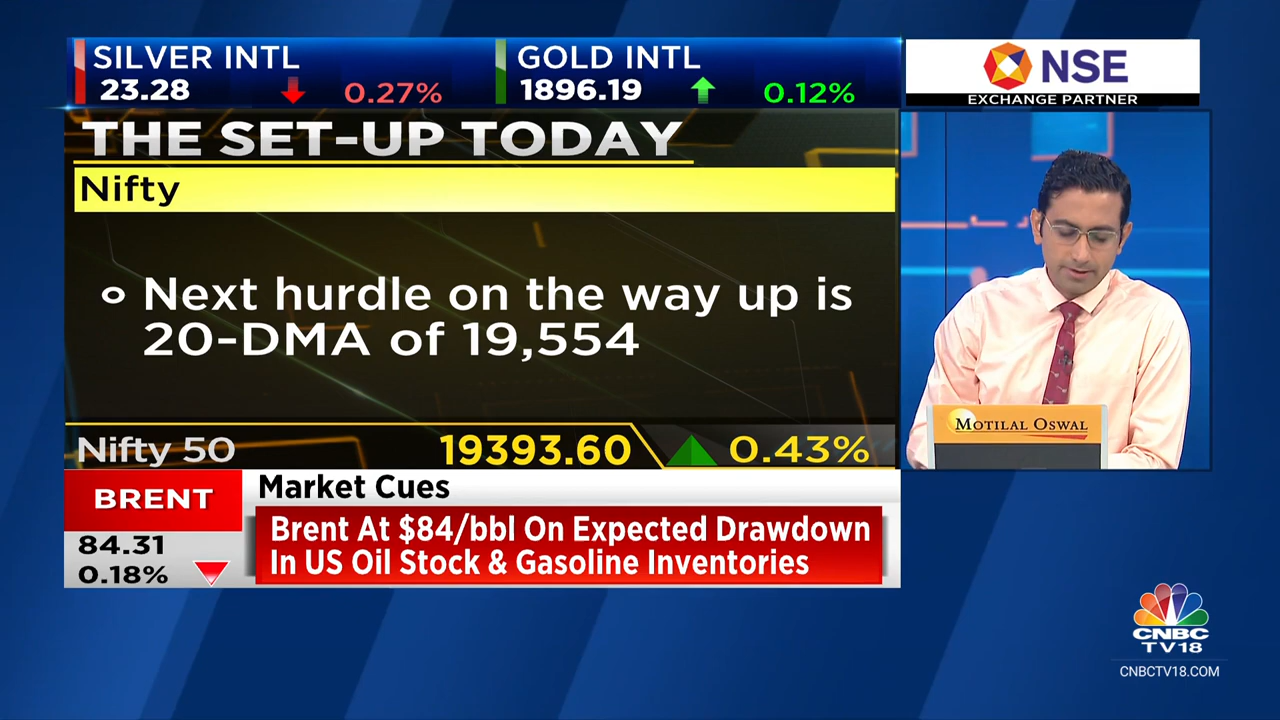 SILVER INTL
23.28 0.27%
GOLD INTL
1896.19 0.12%
NSE
EXCHANGE PARTNER
THE SET-UP TODAY
Nifty
Next hurdle on the way up is
20-DMA of 19,554
Nifty 50 19393.60 0.43%
MOTILAL OSWAL
BRENT
84.31
0.18%
Market Cues
Brent At $84/bbl On Expected Drawdown
In US Oil Stock & Gasoline Inventories
CNBC
TV18
CNBCTV18.COM